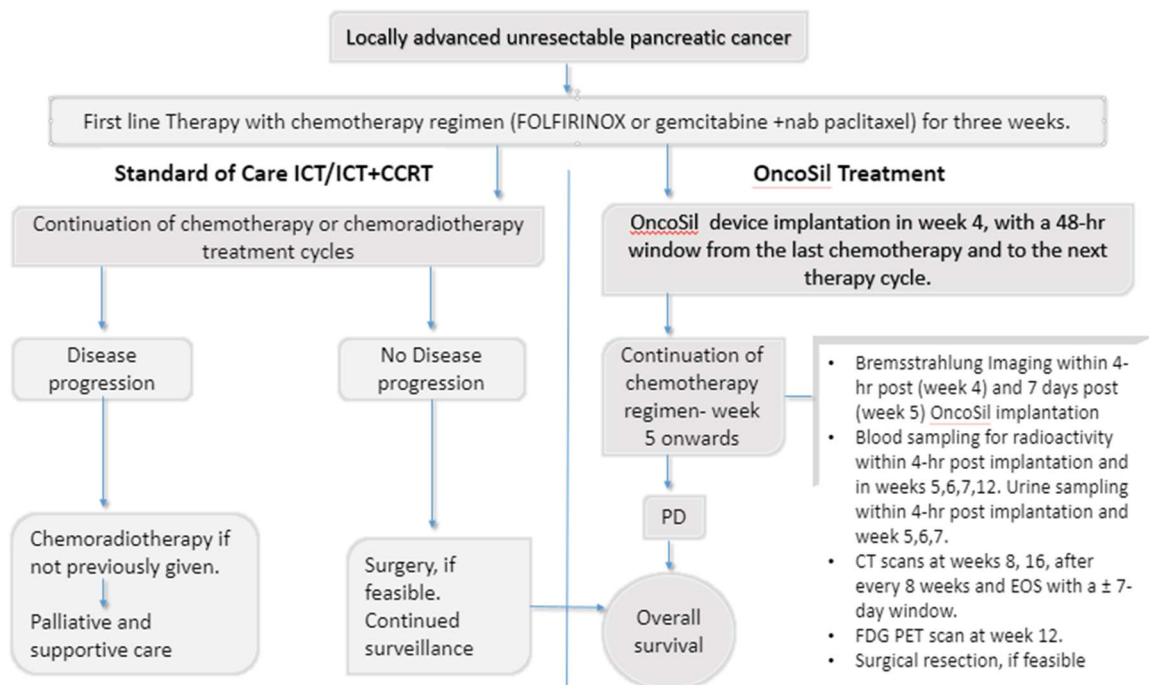 Locally advanced unresectable pancreatic cancer
First line Therapy with chemotherapy regimen (FOLFIRINOX or gemcitabine +nab paclitaxel) for three weeks.
Standard of Care ICT/ICT+CCRT
Continuation of chemotherapy or chemoradiotherapy
treatment cycles
Disease
progression
No Disease
progression
Chemoradiotherapy if
not previously given.
Palliative and
supportive care
Surgery, if
feasible.
Continued
surveillance
OncoSil Treatment
OncoSil device implantation in week 4, with a 48-hr
window from the last chemotherapy and to the next
therapy cycle.
Continuation of
chemotherapy
regimen- week
5 onwards
PD
Overall
survival
• Bremsstrahlung Imaging within 4-
hr post (week 4) and 7 days post
(week 5) OncoSil implantation
• Blood sampling for radioactivity
within 4-hr post implantation and
in weeks 5,6,7,12. Urine sampling
within 4-hr post implantation and
week 5,6,7.
• CT scans at weeks 8, 16, after
every 8 weeks and EOS with a ± 7-
day window.
• FDG PET scan at week 12.
• Surgical resection, if feasible